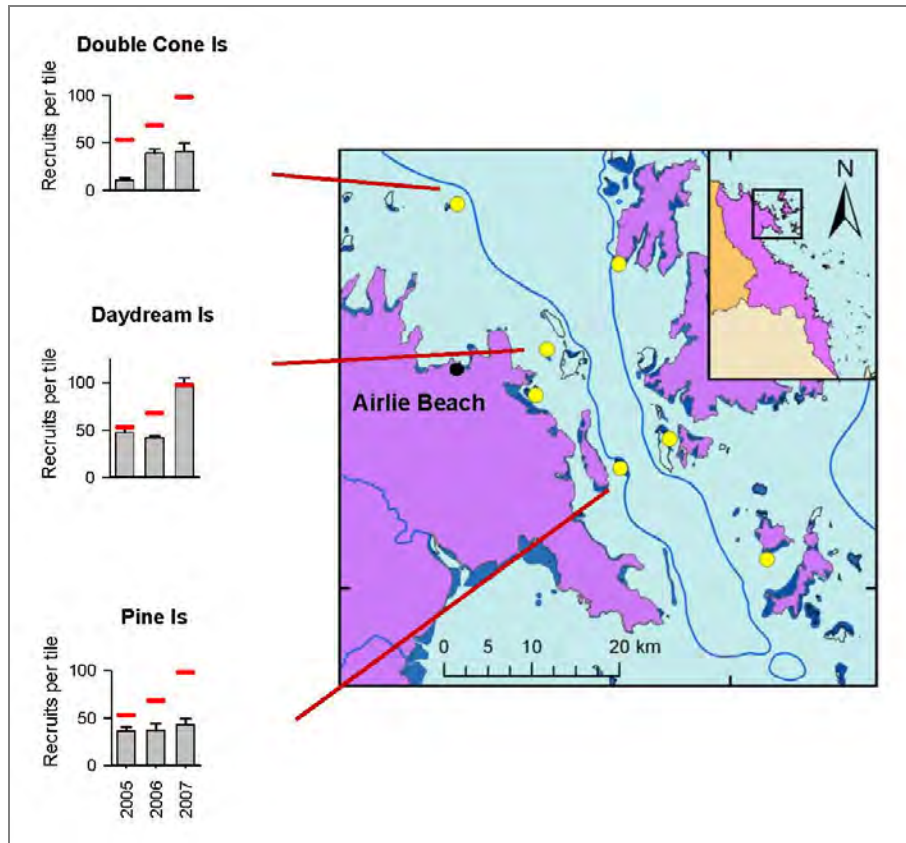 Double Cone Is
Recruits per tile
100
50
0
Daydream Is
Recruits per tile
100
50
0
Pine Is
Recruits per tile
100
50
0
2005
2006
2007
N
Airlie Beach
0 5 10 20 km